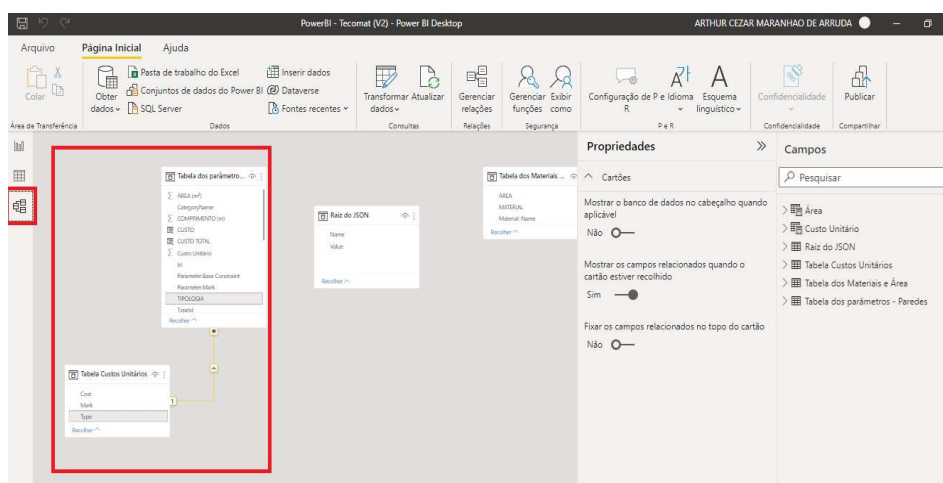 PowerBI - Tecomat (V2) - Power BI Desktop
ARTHUR CEZAR MARANHAO DE ARRUDA
Arquivo Página Inicial Ajuda
Colar
Área de Transferência
Obter dados
Pasta de trabalho do Excel
Conjuntos de dados do Power BI
SQL Server
Inserir dados
Dataverse
Fontes recentes
Dados
Transformar dados
Atualizar
Consultas
Gerenciar relações
Relações
Gerenciar funções
Exibir como
Segurança
Configuração de P e R
Idioma
Esquema linguístico
P e R
Confidencialidade
Confidencialidade
Publicar
Compartilhar
Tabela dos parâmetro...
Σ AREA (m²)
CategoryName
Σ COMPRIMENTO (m)
CUSTO
CUSTO TOTAL
Σ Custo Unitário
Id
Parameter:Base Constraint
Parameter:Mark
TIPOLOGIA
TypeId
Recolher
*
1
Tabela Custos Unitários
Cost
Mark
Type
Recolher
Raiz do JSON
Name
Value
Recolher
Tabela dos Materiais ...
AREA
MATERIAL
Material: Name
Recolher
Propriedades
Cartões
Mostrar o banco de dados no cabeçalho quando
aplicável
Não
Mostrar os campos relacionados quando o
cartão estiver recolhido
Sim
Fixar os campos relacionados no topo do cartão
Não
Campos
Pesquisar
Área
Custo Unitário
Raiz do JSON
Tabela Custos Unitários
Tabela dos Materiais e Área
Tabela dos parâmetros - Paredes